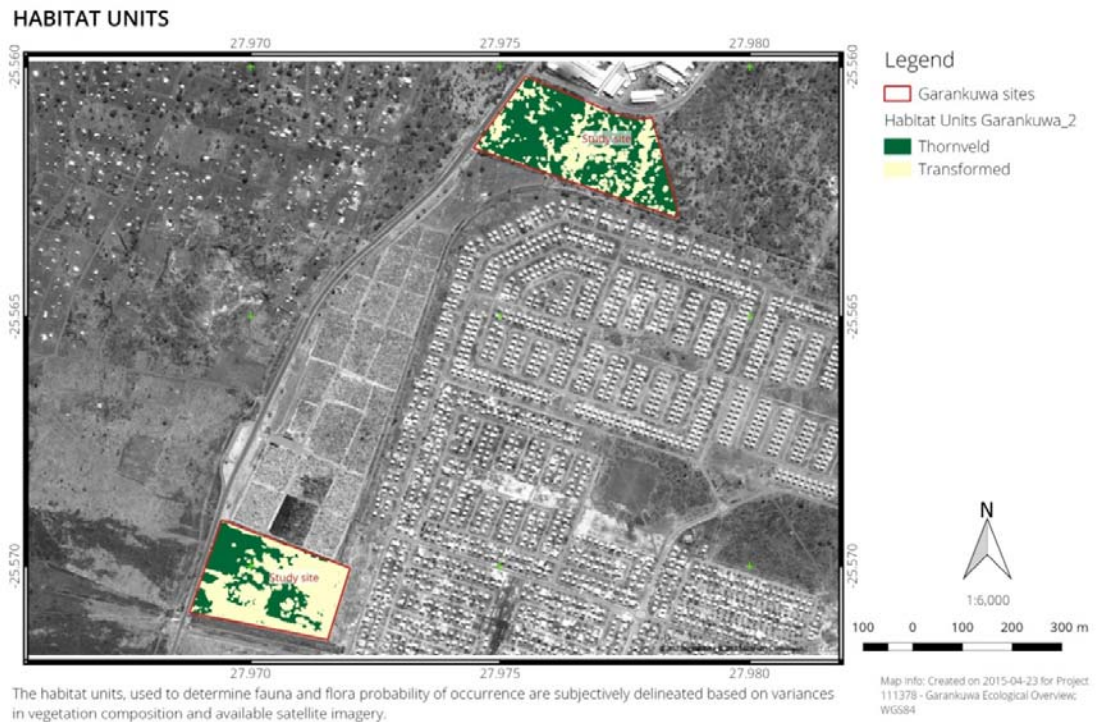 HABITAT UNITS
27.970 27.975 27.980
-25.560 -25.560
Study site
-25.565 -25.565
-25.570 -25.570
Study site
27.970 27.975 27.980
The habitat units, used to determine fauna and flora probability of occurrence are subjectively delineated based on variances
in vegetation composition and available satellite imagery.
Legend
Garankuwa sites
Habitat Units Garankuwa_2
Thornveld
Transformed
N
1:6,000
100 0 100 200 300 m
Map Info: Created on 2015-04-23 for Project
111378 - Garankuwa Ecological Overview;
WGS84